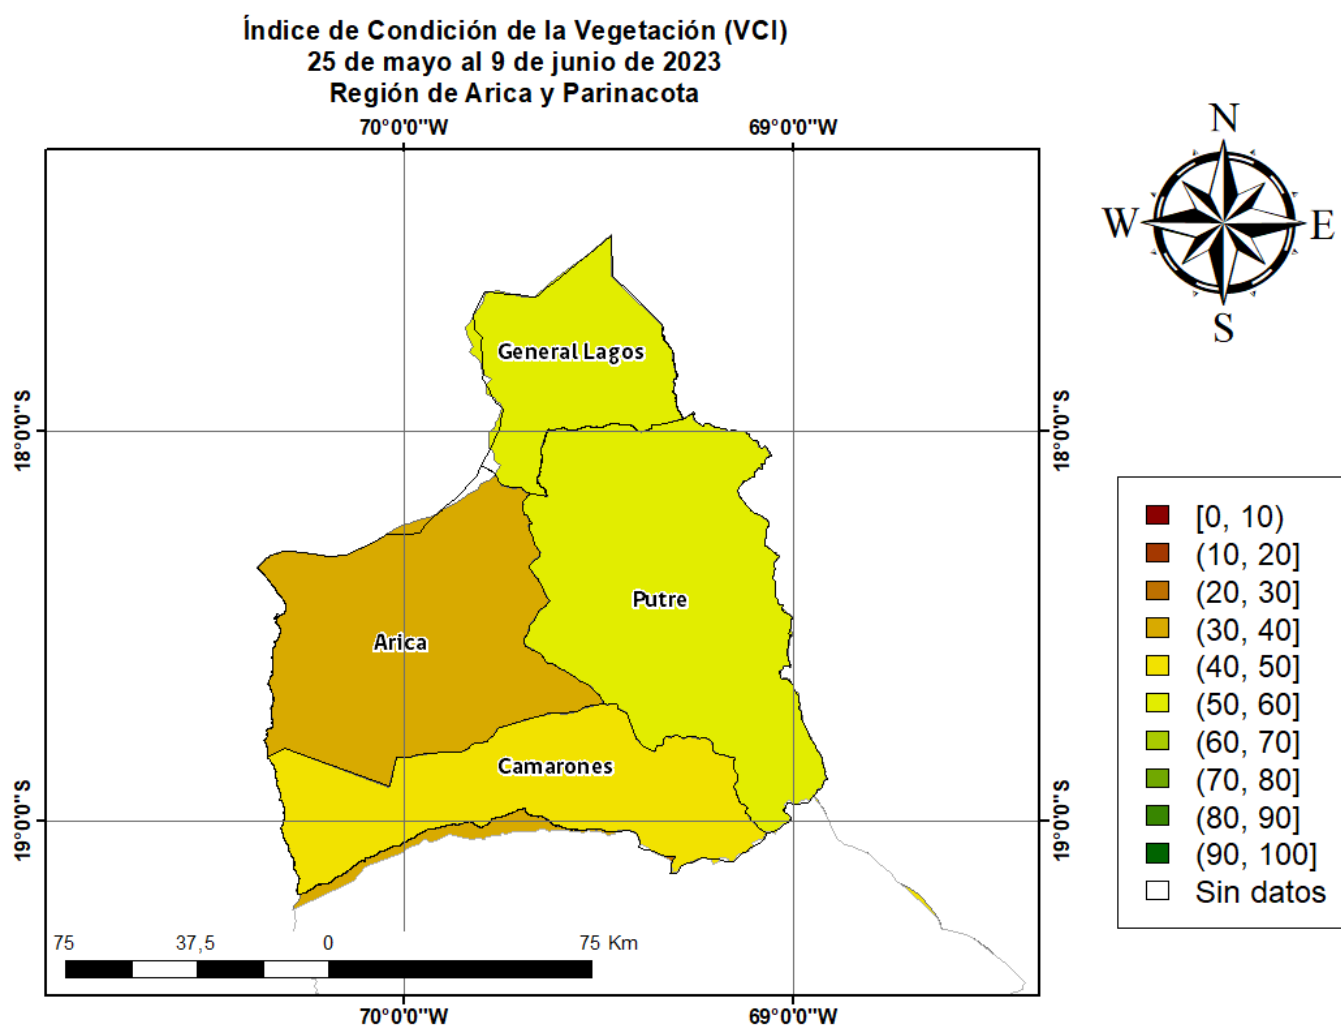 Índice de Condición de la Vegetación (VCI)
25 de mayo al 9 de junio de 2023
Región de Arica y Parinacota
70°0'0"W
69°0'0"W
N
W
E
S
18°0'0"S
18°0'0"S
General Lagos
Putre
Arica
Camarones
19°0'0"S
19°0'0"S
[0, 10)
(10, 20]
(20, 30]
(30, 40]
(40, 50]
(50, 60]
(60, 70]
(70, 80]
(80, 90]
(90, 100]
Sin datos
75 37,5 0 75 Km
70°0'0"W
69°0'0"W